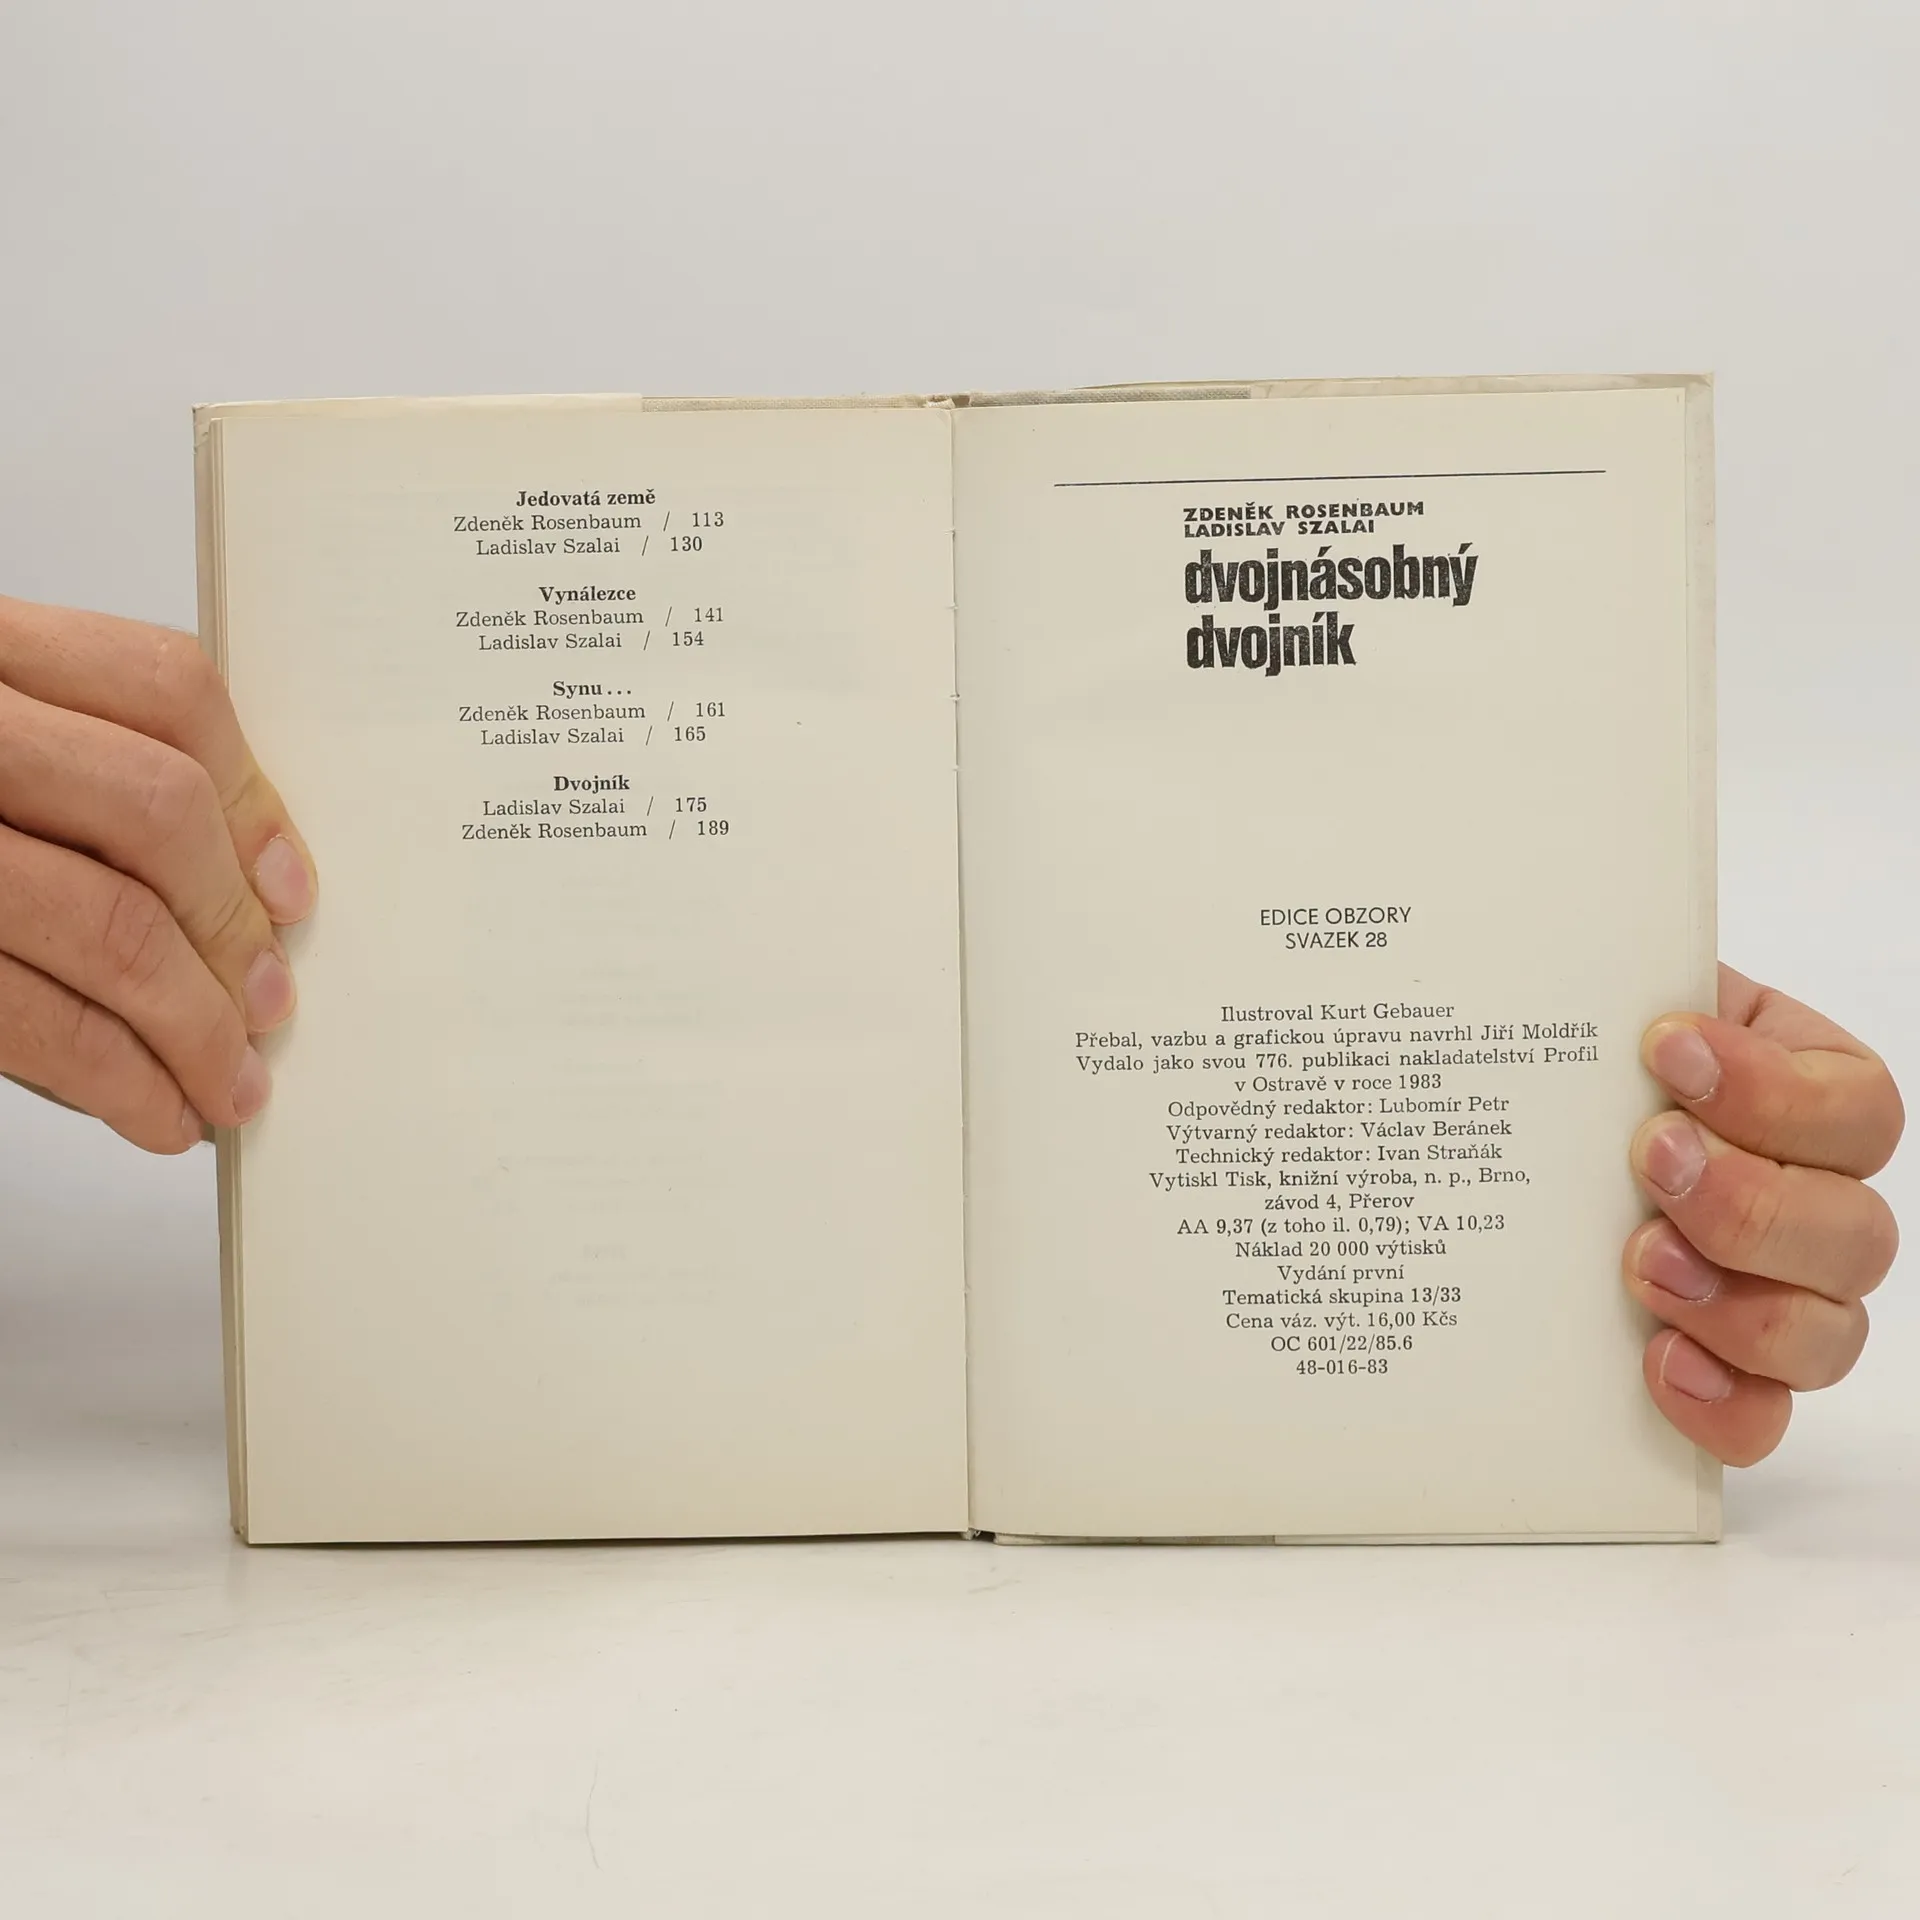 Jedovatá země
Zdeněk Rosenbaum / 113
Ladislav Szalai / 130
Vynálezce
Zdeněk Rosenbaum / 141
Ladislav Szalai / 154
Synu...
Zdeněk Rosenbaum / 161
Ladislav Szalai / 165
Dvojník
Ladislav Szalai / 175
Zdeněk Rosenbaum / 189
ZDENĚK ROSENBAUM
LADISLAV SZALAI
dvojnásobný
dvojník
EDICE OBZORY
SVAZEK 28
Ilustroval Kurt Gebauer
Přebal, vazbu a grafickou úpravu navrhl Jiří Moldřík
Vydalo jako svou 776. publikaci nakladatelství Profil
v Ostravě v roce 1983
Odpovědný redaktor: Lubomír Petr
Výtvarný redaktor: Václav Beránek
Technický redaktor: Ivan Straňák
Vytiskl Tisk, knižní výroba, n. p., Brno,
závod 4, Přerov
AA 9,37 (z toho il. 0,79); VA 10,23
Náklad 20 000 výtisků
Vydání první
Tematická skupina 13/33
Cena váz. výt. 16,00 Kčs
OC 601/22/85.6
48-016-83